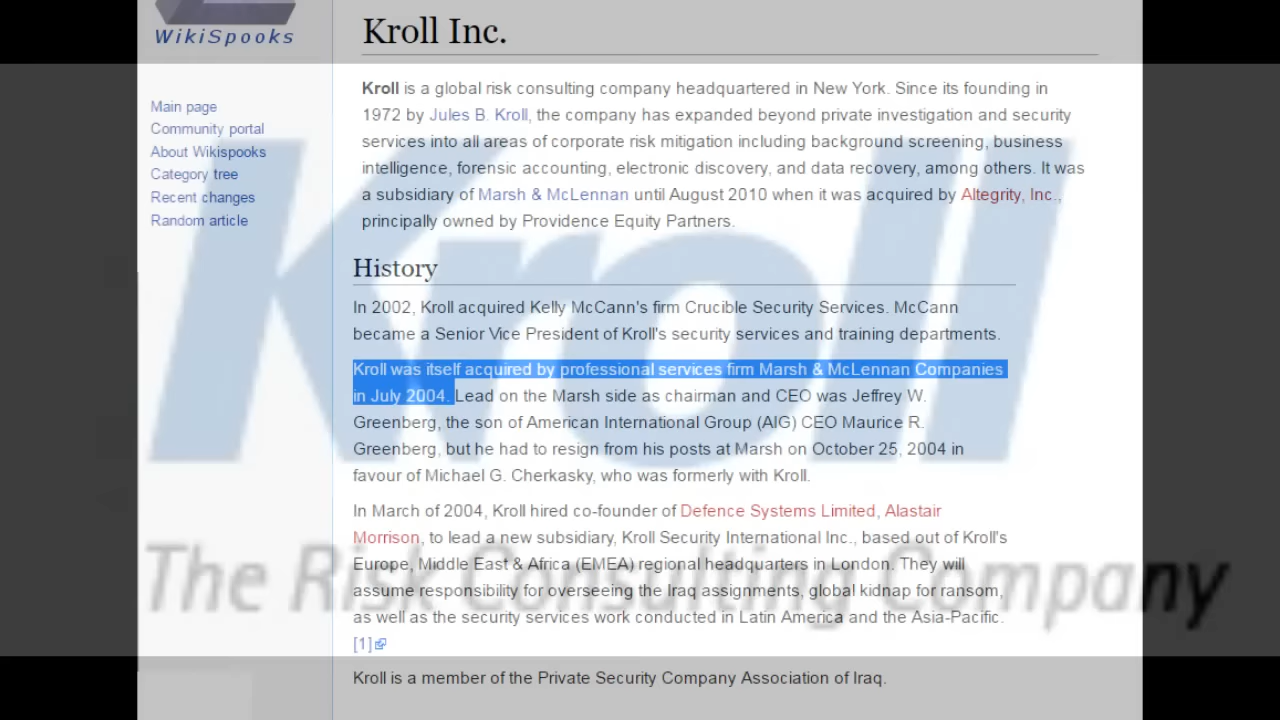 WikiSpooks
Main page
Community portal
About Wikispooks
Category tree
Recent changes
Random article
Kroll Inc.
Kroll is a global risk consulting company headquartered in New York. Since its founding in
1972 by Jules B. Kroll, the company has expanded beyond private investigation and security
services into all areas of corporate risk mitigation including background screening, business
intelligence, forensic accounting, electronic discovery, and data recovery, among others. It was
a subsidiary of Marsh & McLennan until August 2010 when it was acquired by Altegrity, Inc.,
principally owned by Providence Equity Partners.
History
In 2002, Kroll acquired Kelly McCann's firm Crucible Security Services. McCann
became a Senior Vice President of Kroll's security services and training departments.
Kroll was itself acquired by professional services firm Marsh & McLennan Companies
in July 2004. Lead on the Marsh side as chairman and CEO was Jeffrey W.
Greenberg, the son of American International Group (AIG) CEO Maurice R.
Greenberg, but he had to resign from his posts at Marsh on October 25, 2004 in
favour of Michael G. Cherkasky, who was formerly with Kroll.
In March of 2004, Kroll hired co-founder of Defence Systems Limited, Alastair
Morrison, to lead a new subsidiary, Kroll Security International Inc., based out of Kroll's
Europe, Middle East & Africa (EMEA) regional headquarters in London. They will
assume responsibility for overseeing the Iraq assignments, global kidnap for ransom,
as well as the security services work conducted in Latin America and the Asia-Pacific.
[1]
Kroll is a member of the Private Security Company Association of Iraq.
Kroll
The Risk Consulting Company